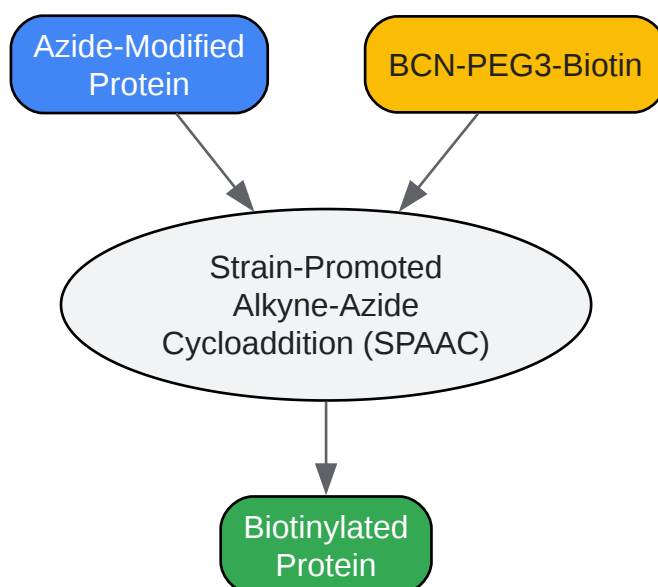 Azide-Modified
Protein
BCN-PEG3-Biotin
Strain-Promoted
Alkyne-Azide
Cycloaddition (SPAAC)
Biotinylated
Protein